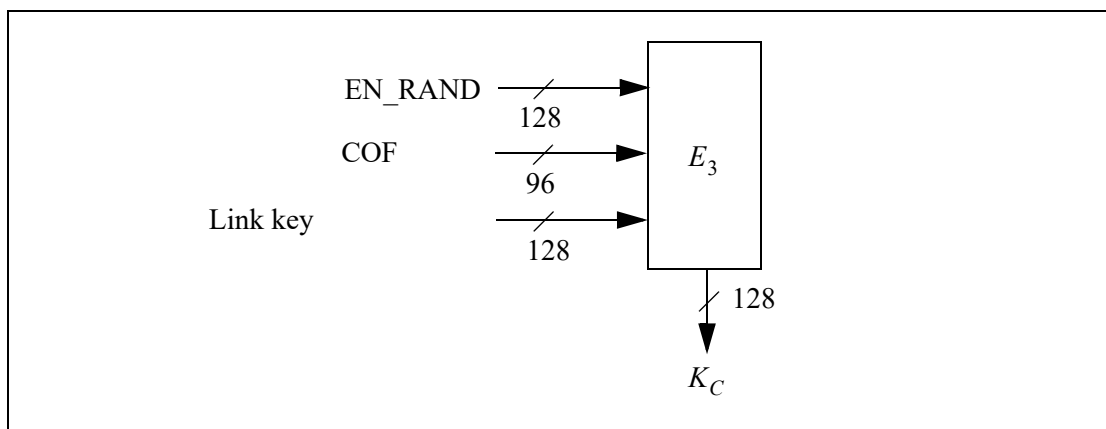 EN_RAND
128
COF
96
Link key
128
E3
128
KC